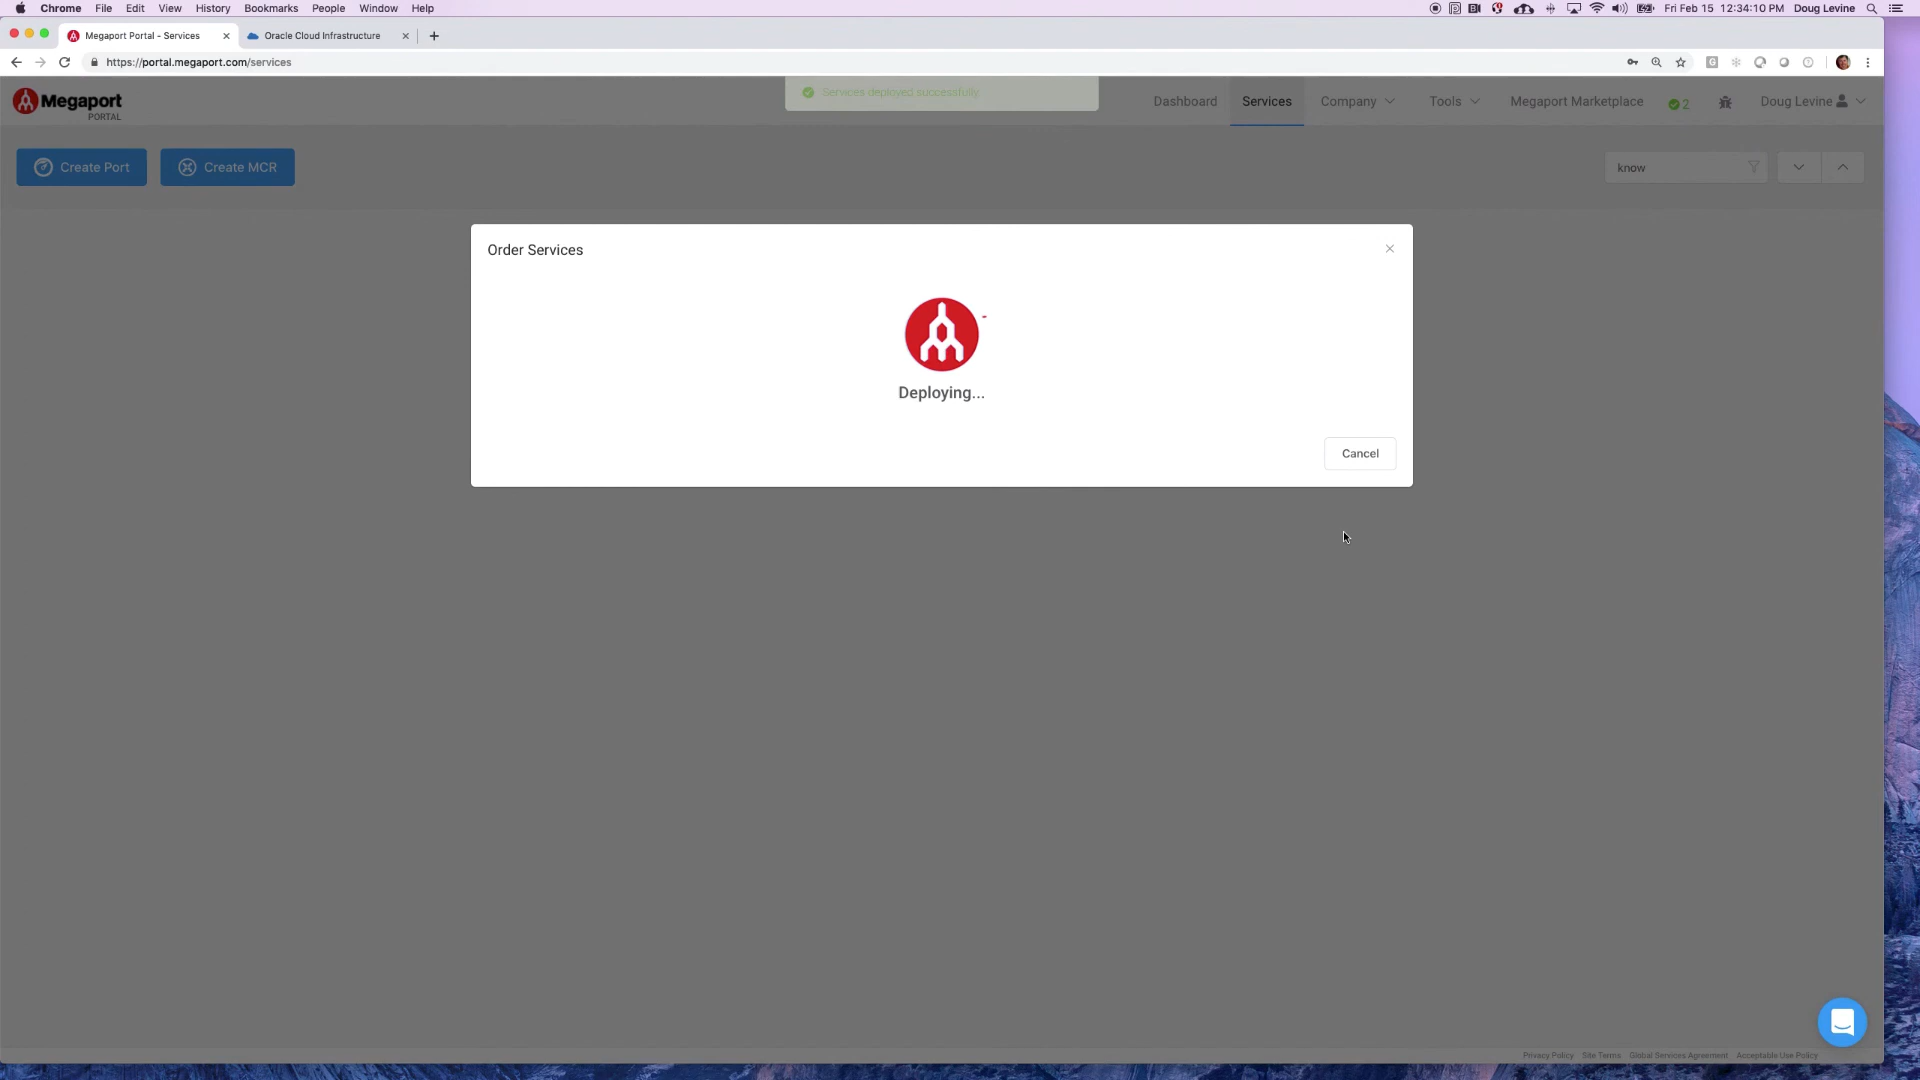 Chrome File Edit View History Bookmarks People Window Help
Fri Feb 15 12:34:10 PM Doug Levine
Megaport Portal - Services
Oracle Cloud Infrastructure
https://portal.megaport.com/services
Megaport
PORTAL
Services deployed successfully.
Dashboard Services Company Tools Megaport Marketplace 2 Doug Levine
Create Port
Create MCR
know
Order Services
Deploying...
Cancel
Privacy Policy Site Terms Global Services Agreement Acceptable Use Policy